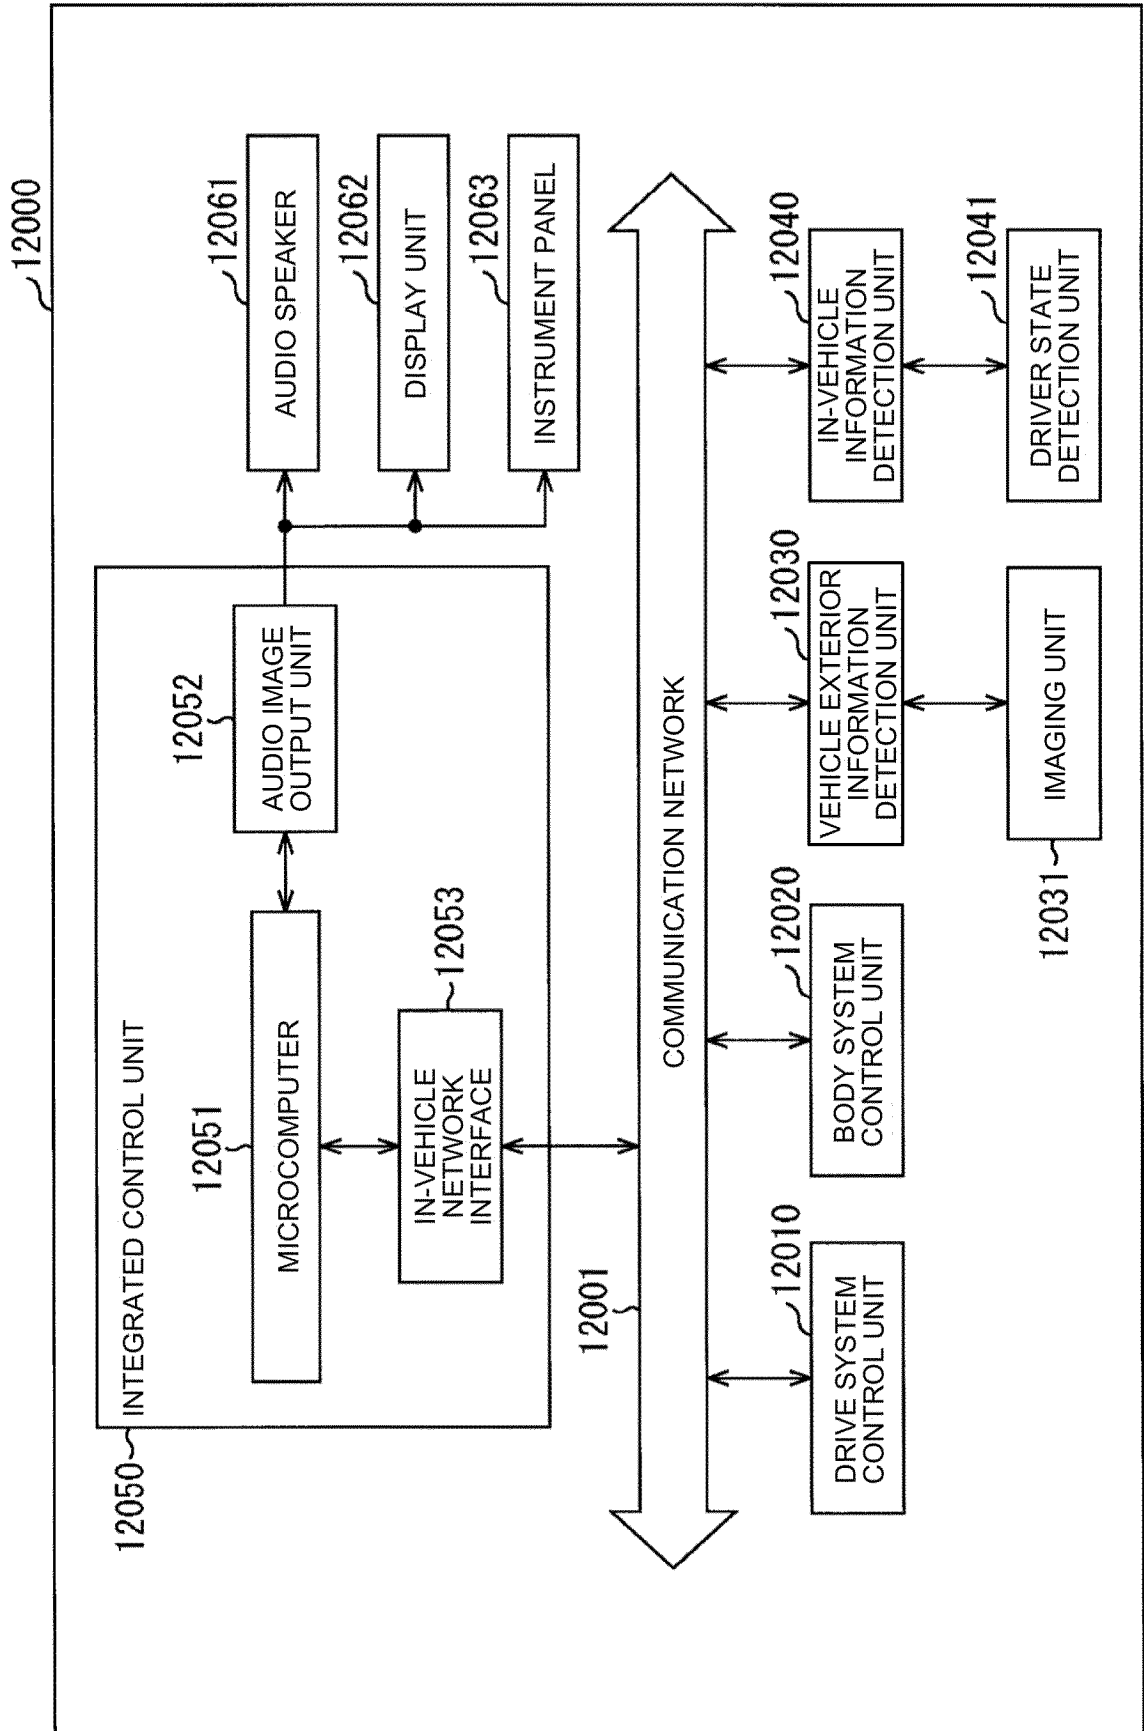 12000
12050
INTEGRATED CONTROL UNIT
12051
MICROCOMPUTER
12052
AUDIO IMAGE
OUTPUT UNIT
12053
IN-VEHICLE
NETWORK
INTERFACE
12061
AUDIO SPEAKER
12062
DISPLAY UNIT
12063
INSTRUMENT PANEL
12001
COMMUNICATION NETWORK
12010
DRIVE SYSTEM
CONTROL UNIT
12020
BODY SYSTEM
CONTROL UNIT
12030
VEHICLE EXTERIOR
INFORMATION
DETECTION UNIT
12040
IN-VEHICLE
INFORMATION
DETECTION UNIT
12031
IMAGING UNIT
12041
DRIVER STATE
DETECTION UNIT